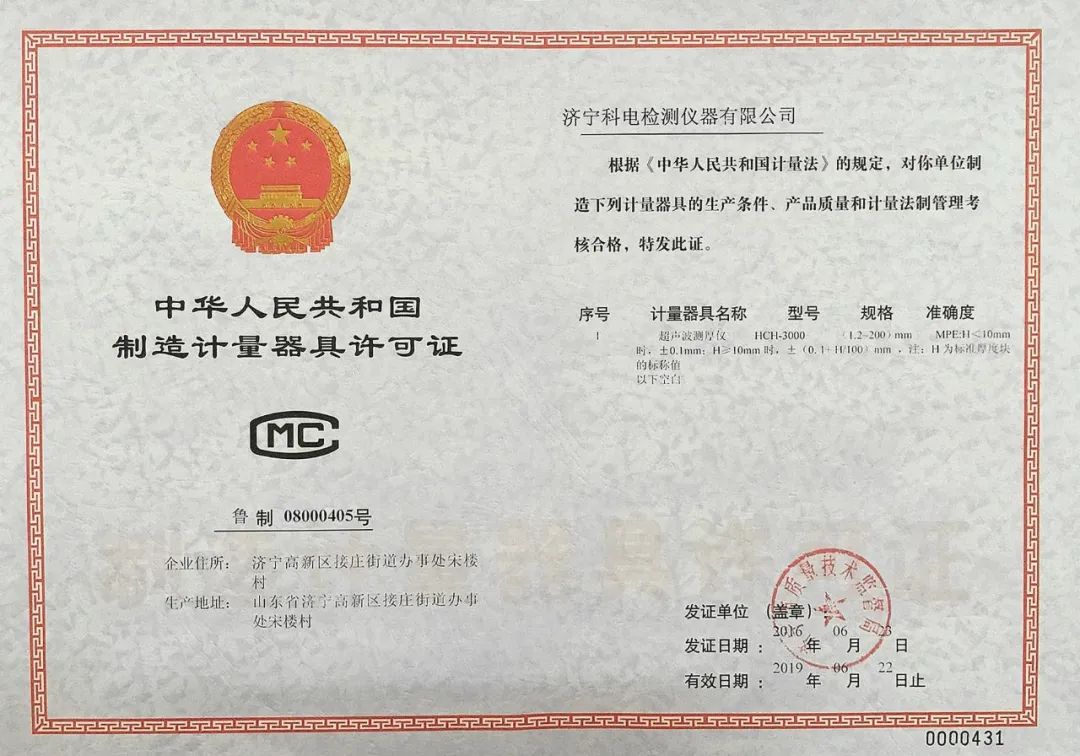 中华人民共和国
制造计量器具许可证
CMC
鲁 制 08000405号
企业住所： 济宁高新区接庄街道办事处宋楼
村
生产地址： 山东省济宁高新区接庄街道办事
处宋楼村
济宁科电检测仪器有限公司
根据《中华人民共和国计量法》的规定，对你单位制
造下列计量器具的生产条件、产品质量和计量法制管理考
核合格，特发此证。
序号 计量器具名称 型号 规格 准确度
1 超声波测厚仪 HCH-3000 （1.2~200）mm MPE:H＜10mm
时，±0.1mm；H≥10mm 时，±（0.1+ H/100）mm ，注：H 为标准厚度块
的标称值
以下空白
质量技术监督局
发证单位 （盖章）
发证日期： 2016 年 06 月 23 日
有效日期： 2019 年 06 月 22 日止
0000431